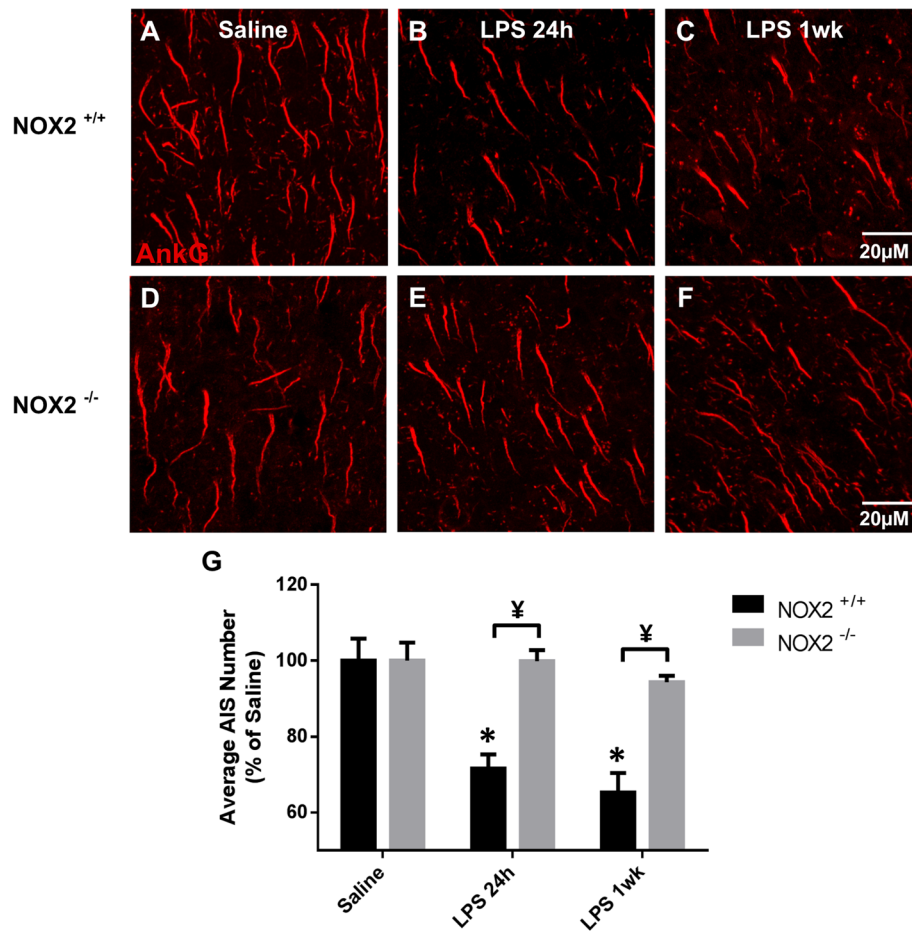 A Saline
B LPS 24h
C LPS 1wk
NOX2 +/+
AnkG
20µM
D
E
F
NOX2 -/-
20µM
G
120
100
80
60
Average AIS Number
(% of Saline)
¥
¥
*
*
Saline
LPS 24h
LPS 1wk
NOX2 +/+
NOX2 -/-